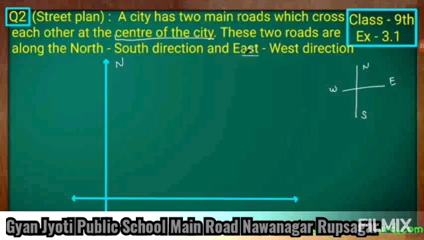 Q2 (Street plan) : A city has two main roads which cross
each other at the centre of the city. These two roads are
along the North - South direction and East - West direction
Class - 9th
Ex - 3.1
N
N
W E
S
Gyan Jyoti Public School Main Road Nawanagar Rupsagar
FILMIX